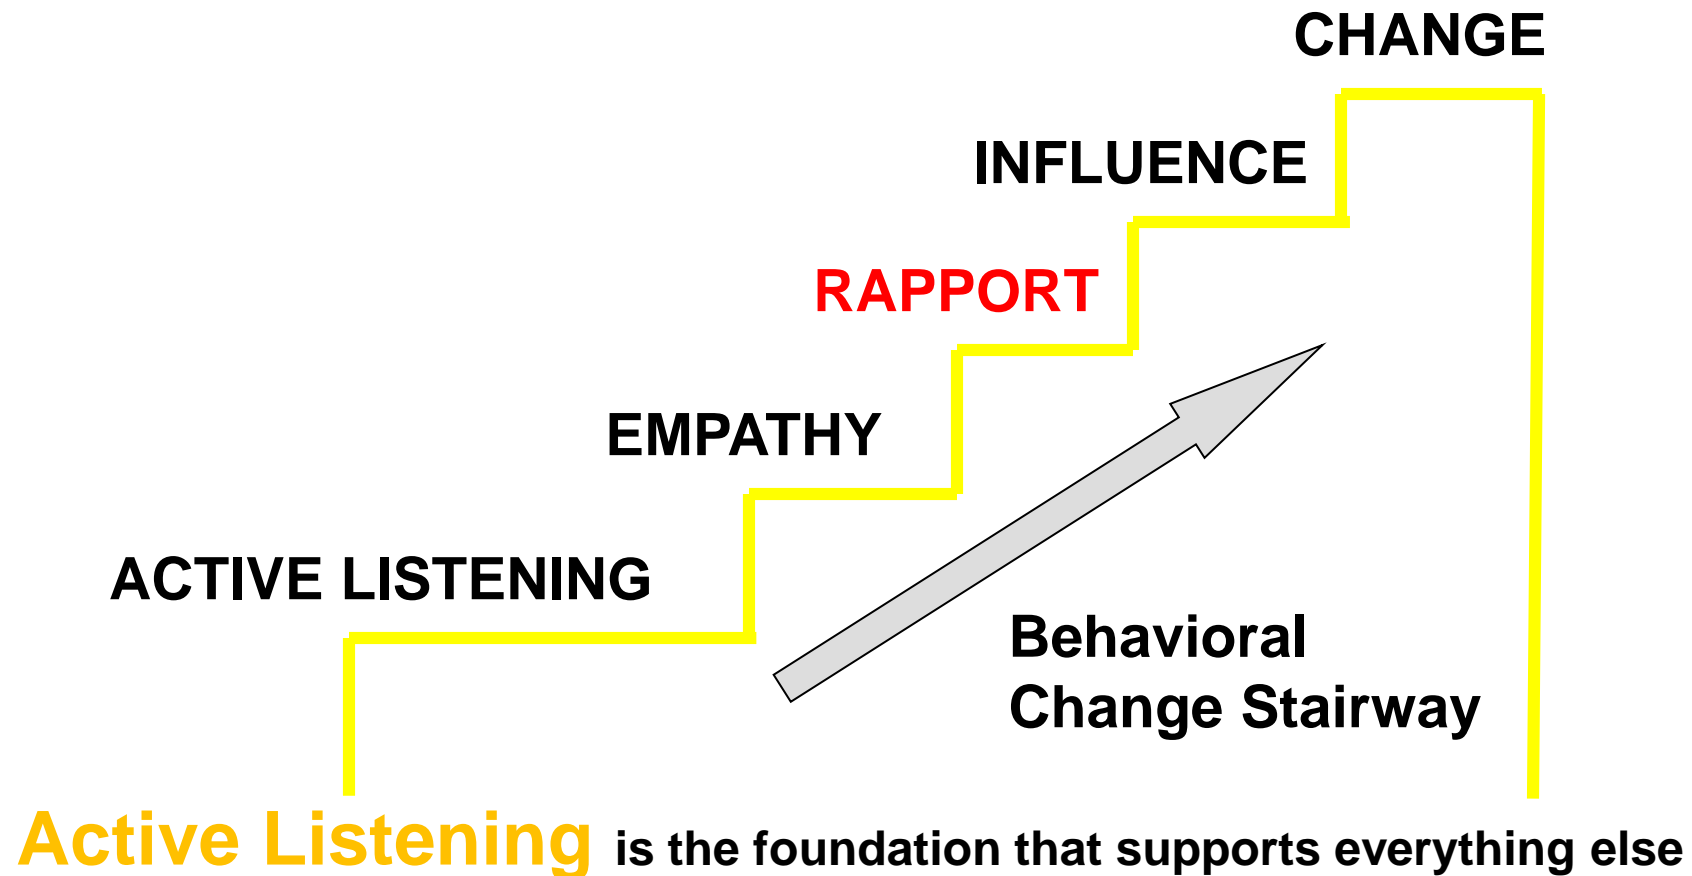 CHANGE
INFLUENCE
RAPPORT
EMPATHY
ACTIVE LISTENING
Behavioral
Change Stairway
Active Listening is the foundation that supports everything else